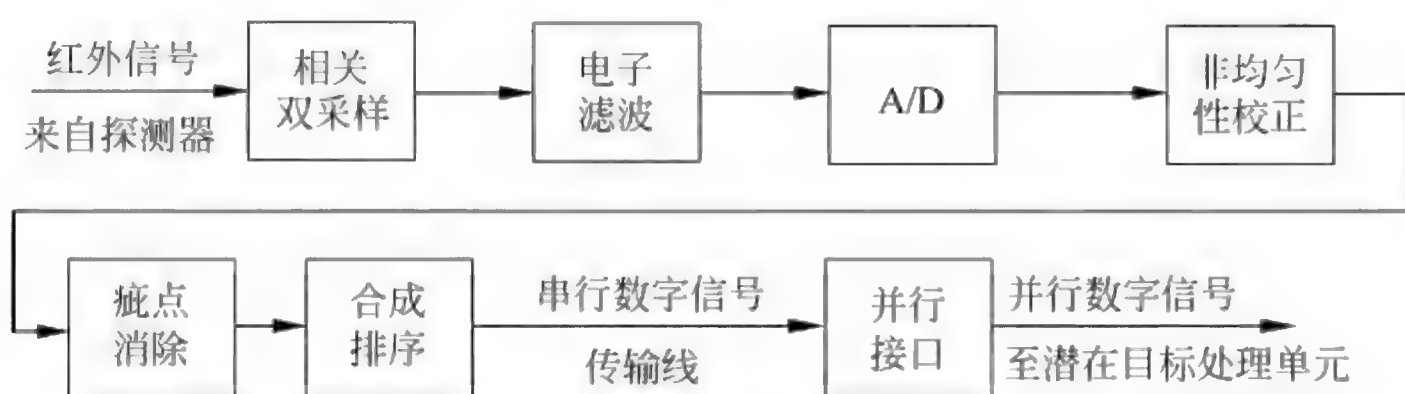 红外信号
来自探测器
相关
双采样
电子
滤波
A/D
非均匀
性校正
疵点
消除
合成
排序
串行数字信号
传输线
并行
接口
并行数字信号
至潜在目标处理单元